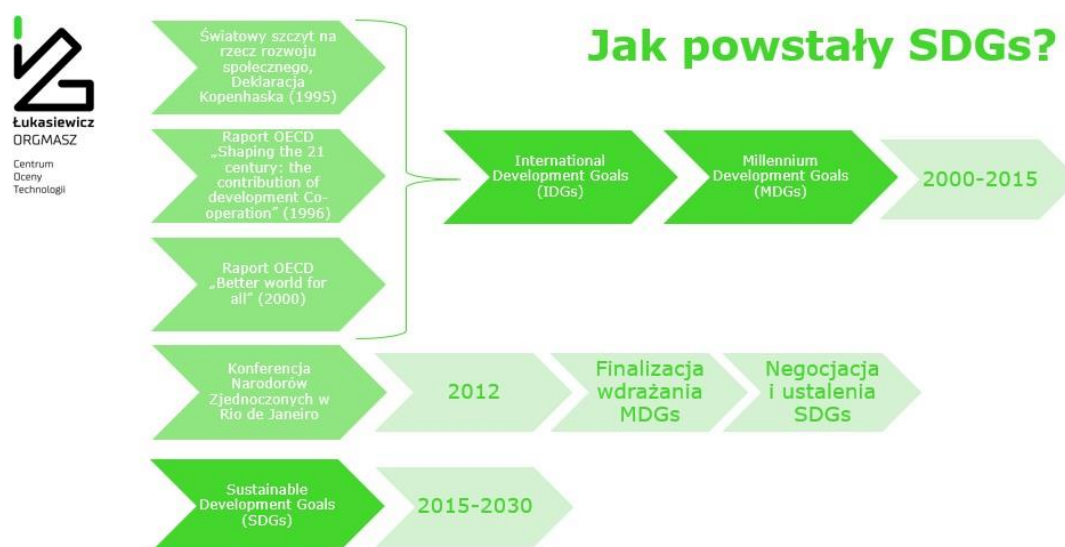 Łukasiewicz
ORGMASZ
Centrum
Oceny
Technologii
Jak powstały SDGs?
Światowy szczyt na
rzecz rozwoju
społecznego,
Deklaracja
Kopenhaska (1995)
Raport OECD
„Shaping the 21
century: the
contribution of
development Co-
operation” (1996)
Raport OECD
„Better world for
all” (2000)
International
Development Goals
(IDGs)
Millennium
Development Goals
(MDGs)
2000-2015
Konferencja
Narodorów
Zjednoczonych w
Rio de Janeiro
2012
Finalizacja
wdrażania
MDGs
Negocjacja
i ustalenia
SDGs
Sustainable
Development Goals
(SDGs)
2015-2030